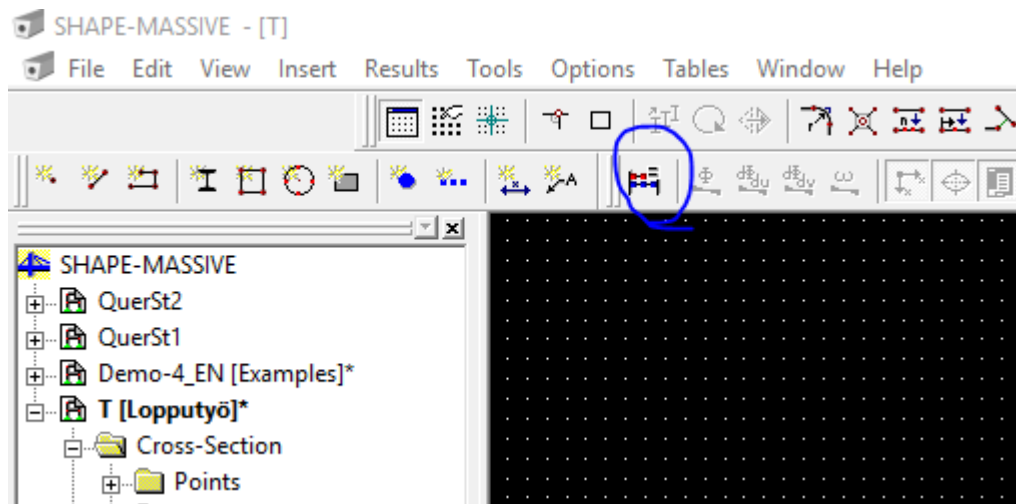 SHAPE-MASSIVE - [T]
File Edit View Insert Results Tools Options Tables Window Help
SHAPE-MASSIVE
QuerSt2
QuerSt1
Demo-4_EN [Examples]*
T [Lopputyö]*
Cross-Section
Points